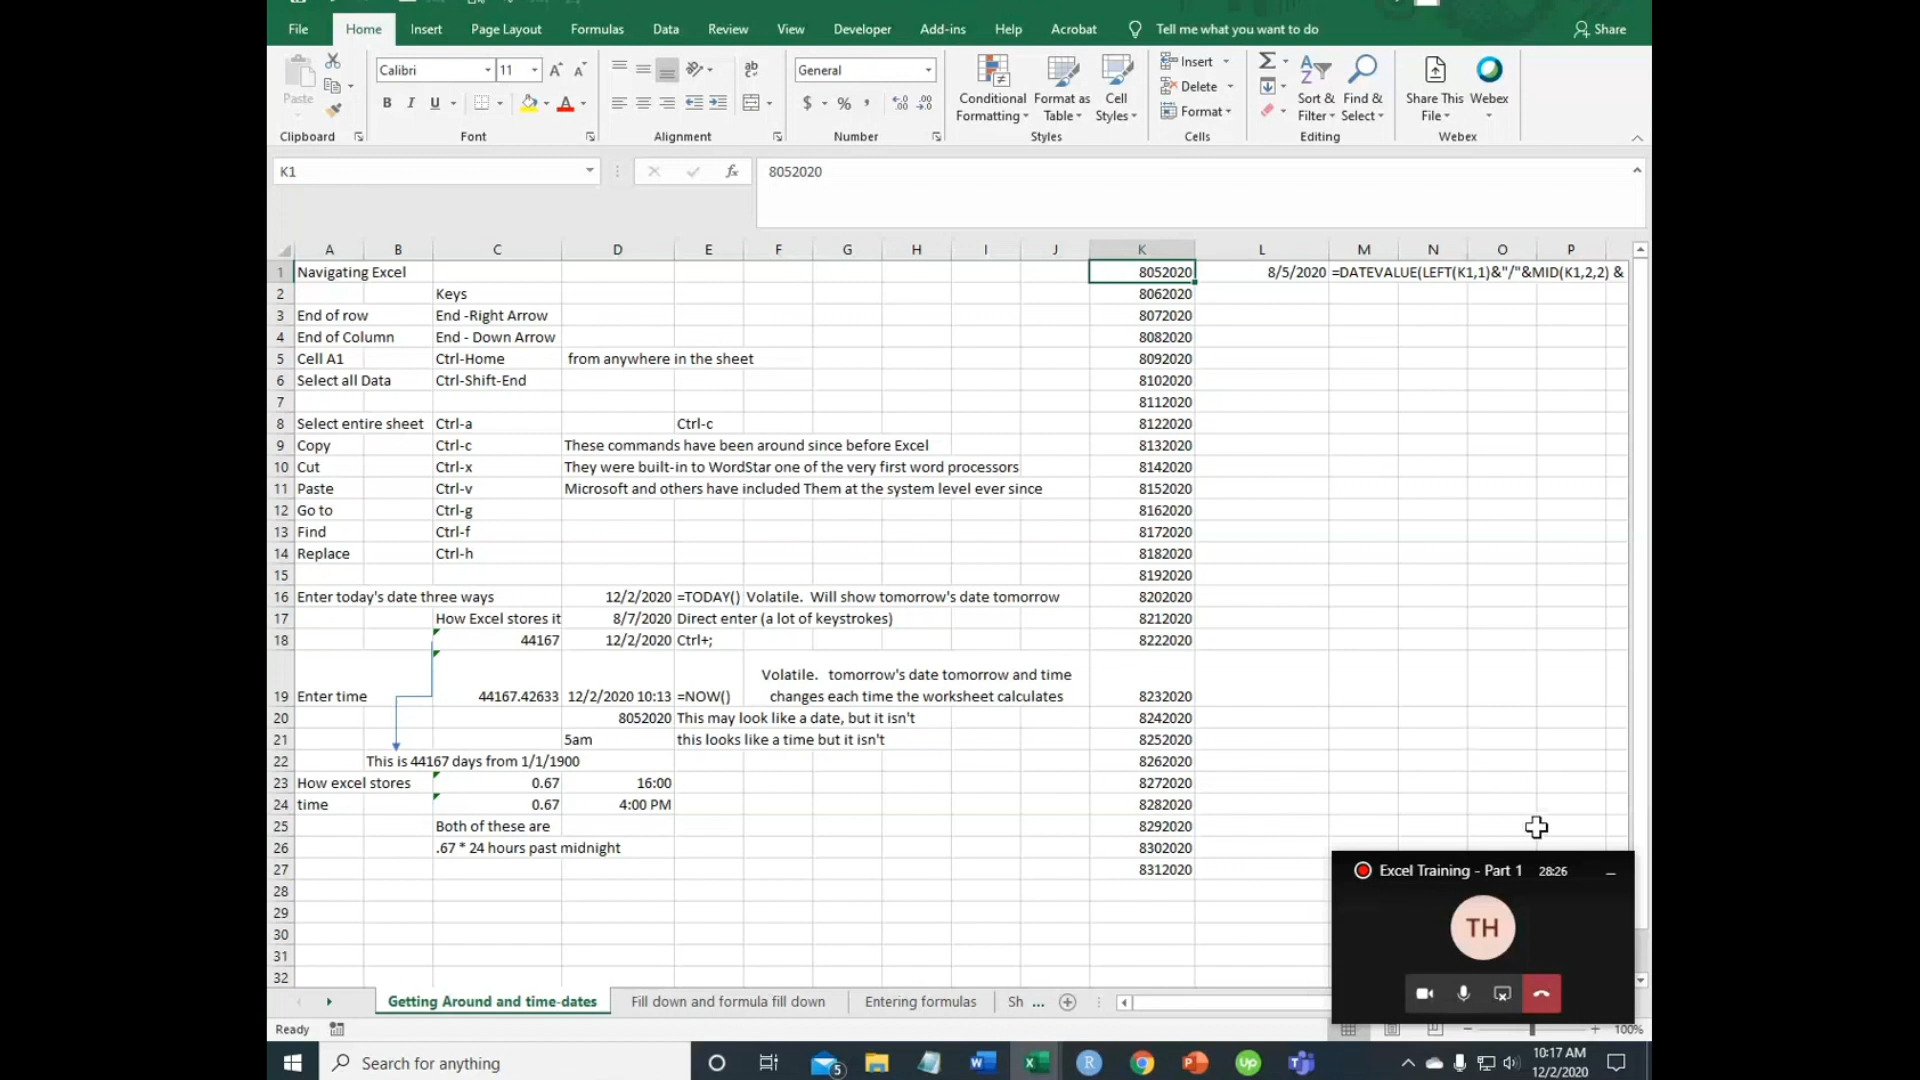 File Home Insert Page Layout Formulas Data Review View Developer Add-ins Help Acrobat Tell me what you want to do Share
Paste Calibri 11 B I U ab General $ % , Conditional Formatting Format as Table Cell Styles Insert Delete Format Sort & Filter Find & Select Share This File Webex
Clipboard Font Alignment Number Styles Cells Editing Webex
K1 fx 8052020
A B C D E F G H I J K L M N O P
1 Navigating Excel 8052020 8/5/2020 =DATEVALUE(LEFT(K1,1)&"/"&MID(K1,2,2) &
2 Keys 8062020
3 End of row End -Right Arrow 8072020
4 End of Column End - Down Arrow 8082020
5 Cell A1 Ctrl-Home from anywhere in the sheet 8092020
6 Select all Data Ctrl-Shift-End 8102020
7 8112020
8 Select entire sheet Ctrl-a Ctrl-c 8122020
9 Copy Ctrl-c These commands have been around since before Excel 8132020
10 Cut Ctrl-x They were built-in to WordStar one of the very first word processors 8142020
11 Paste Ctrl-v Microsoft and others have included Them at the system level ever since 8152020
12 Go to Ctrl-g 8162020
13 Find Ctrl-f 8172020
14 Replace Ctrl-h 8182020
15 8192020
16 Enter today's date three ways 12/2/2020 =TODAY() Volatile. Will show tomorrow's date tomorrow 8202020
17 How Excel stores it 8/7/2020 Direct enter (a lot of keystrokes) 8212020
18 44167 12/2/2020 Ctrl+; 8222020
Volatile. tomorrow's date tomorrow and time
19 Enter time 44167.42633 12/2/2020 10:13 =NOW() changes each time the worksheet calculates 8232020
20 8052020 This may look like a date, but it isn't 8242020
21 5am this looks like a time but it isn't 8252020
22 This is 44167 days from 1/1/1900 8262020
23 How excel stores 0.67 16:00 8272020
24 time 0.67 4:00 PM 8282020
25 Both of these are 8292020
26 .67 * 24 hours past midnight 8302020
27 8312020
28
29
30
31
32
Excel Training - Part 1 28:26
TH
Getting Around and time-dates Fill down and formula fill down Entering formulas Sh ...
Ready 100%
Search for anything 5 W X R P up T 10:17 AM
12/2/2020